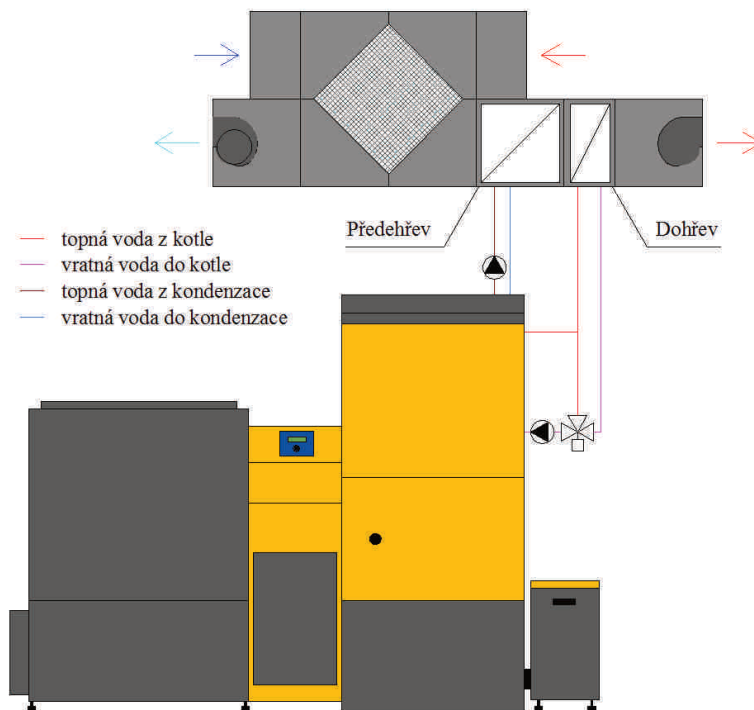 Předehřev
Dohřev
topná voda z kotle
vratná voda do kotle
topná voda z kondenzace
vratná voda do kondenzace